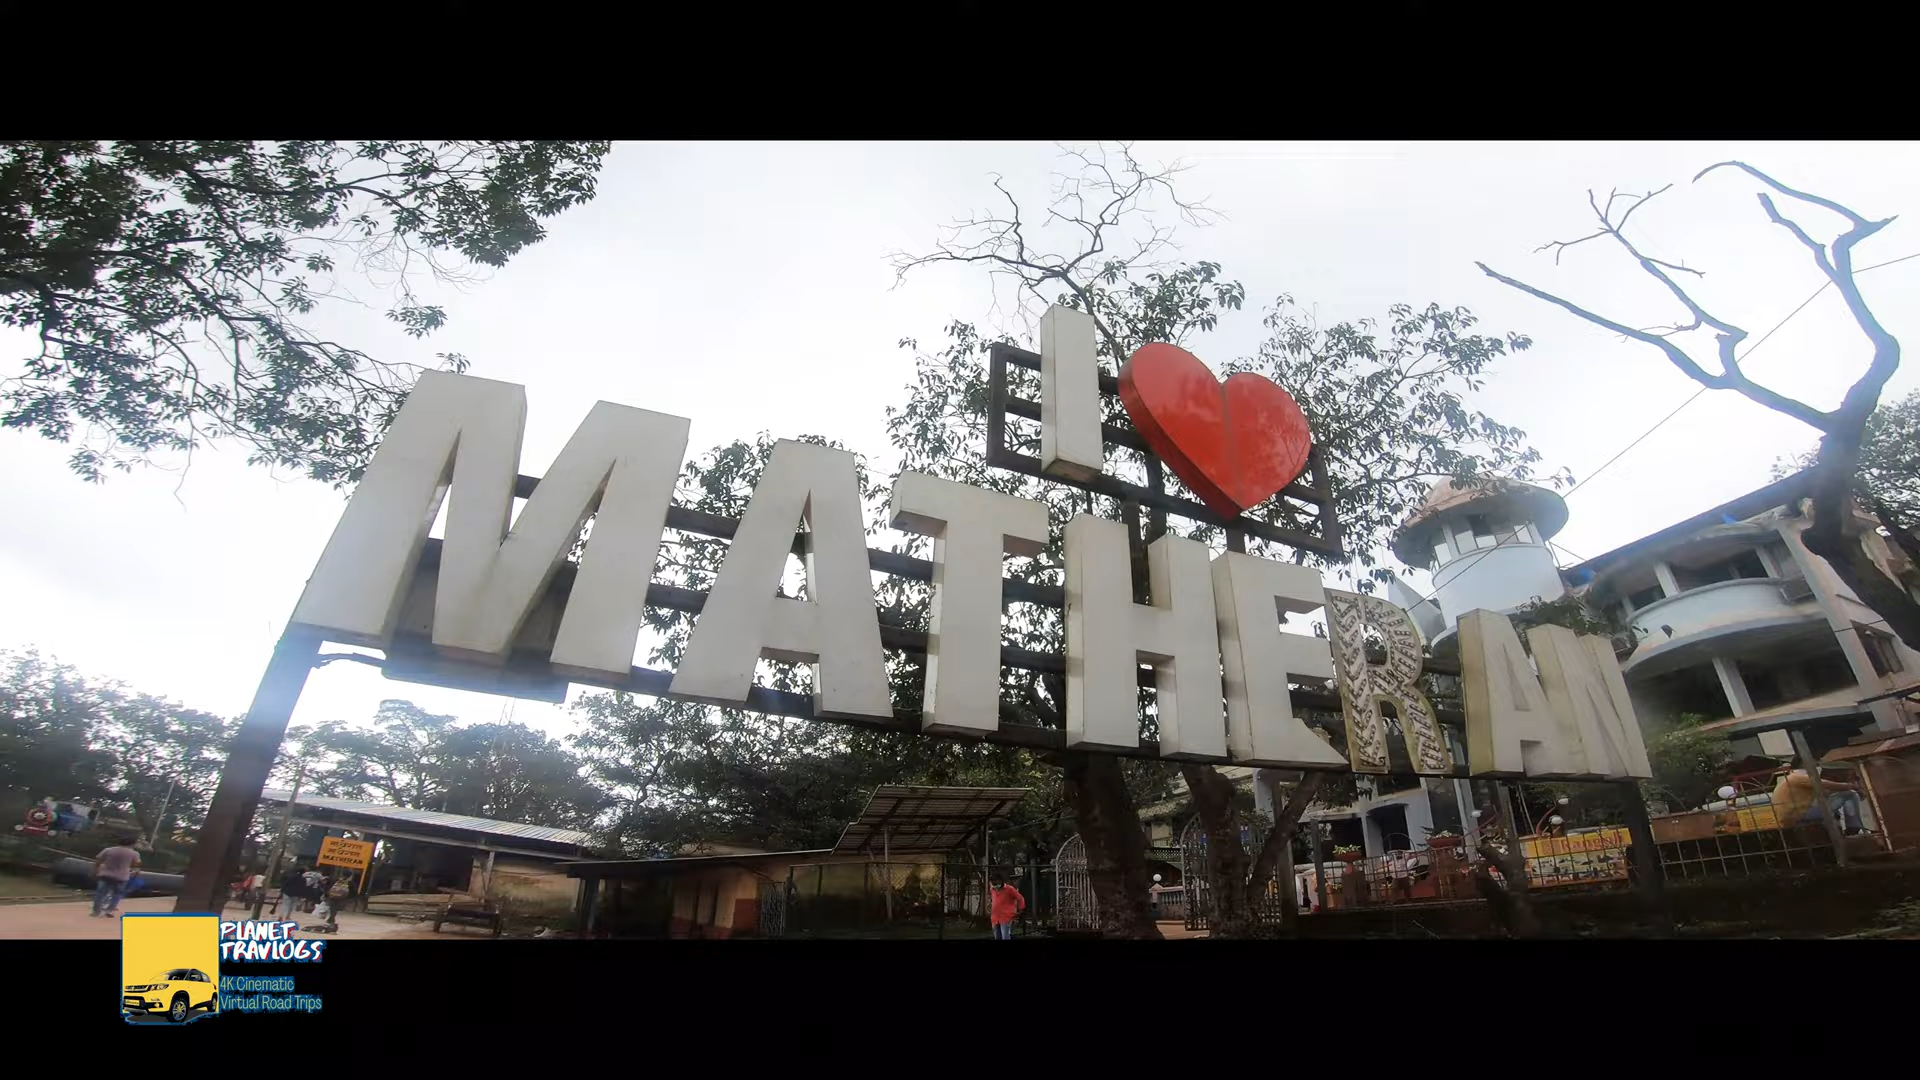 I
MATHERAN
माथेरान
MATHERAN
PLANET
TRAVLOGS
4K Cinematic
Virtual Road Trips